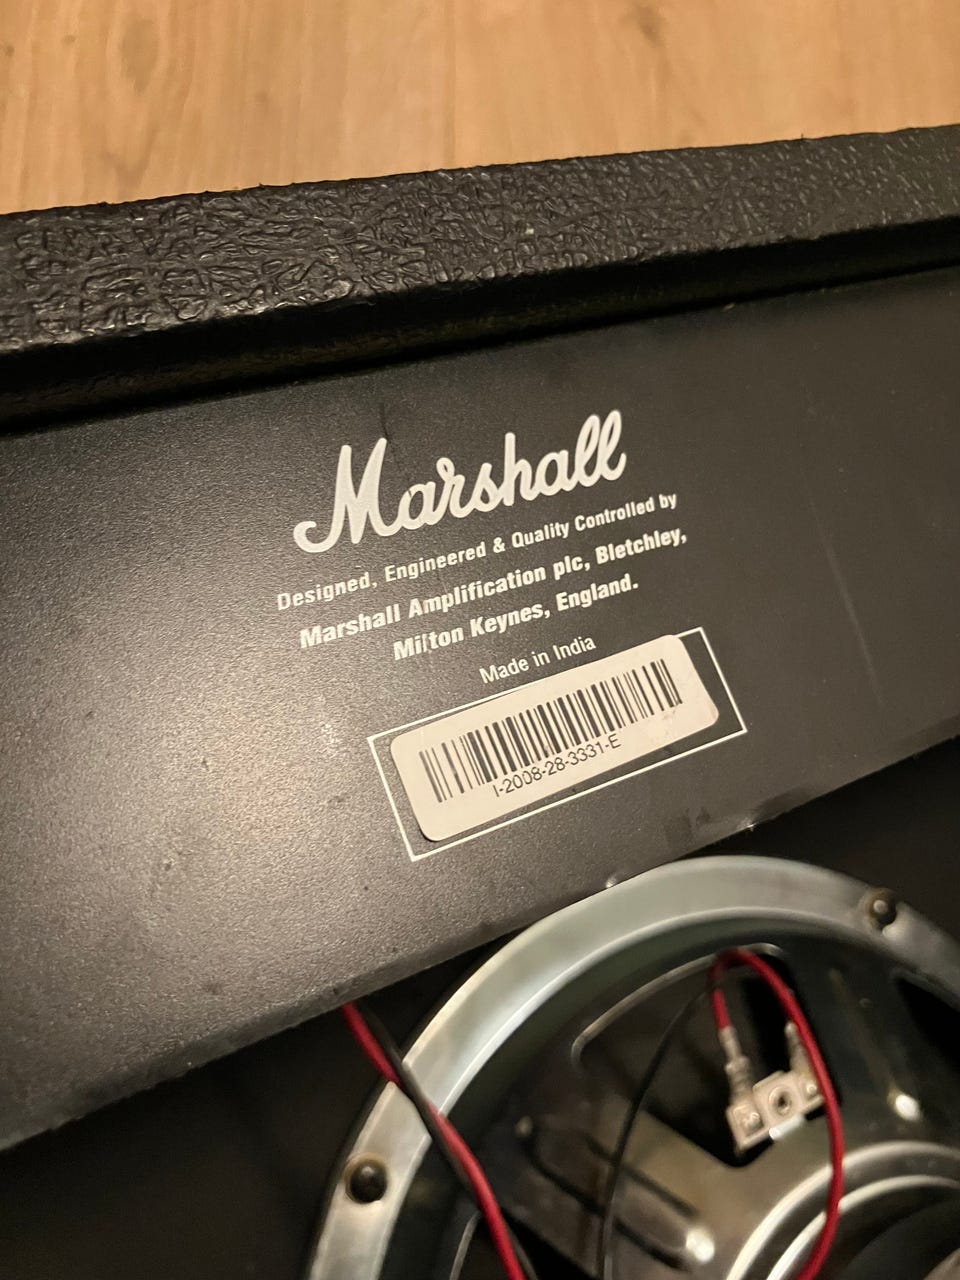 Marshall
Designed, Engineered & Quality Controlled by
Marshall Amplification plc, Bletchley,
Milton Keynes, England.
Made in India
I-2008-28-3331-E